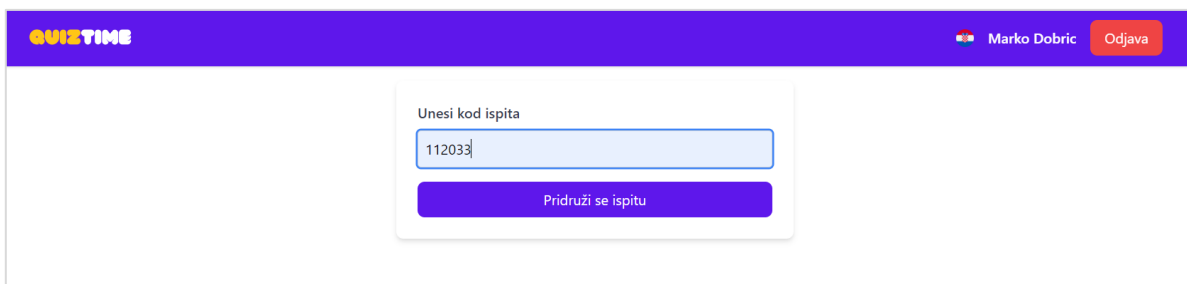 QUIZTIME
Marko Dobric
Odjava
Unesi kod ispita
112033
Pridruži se ispitu